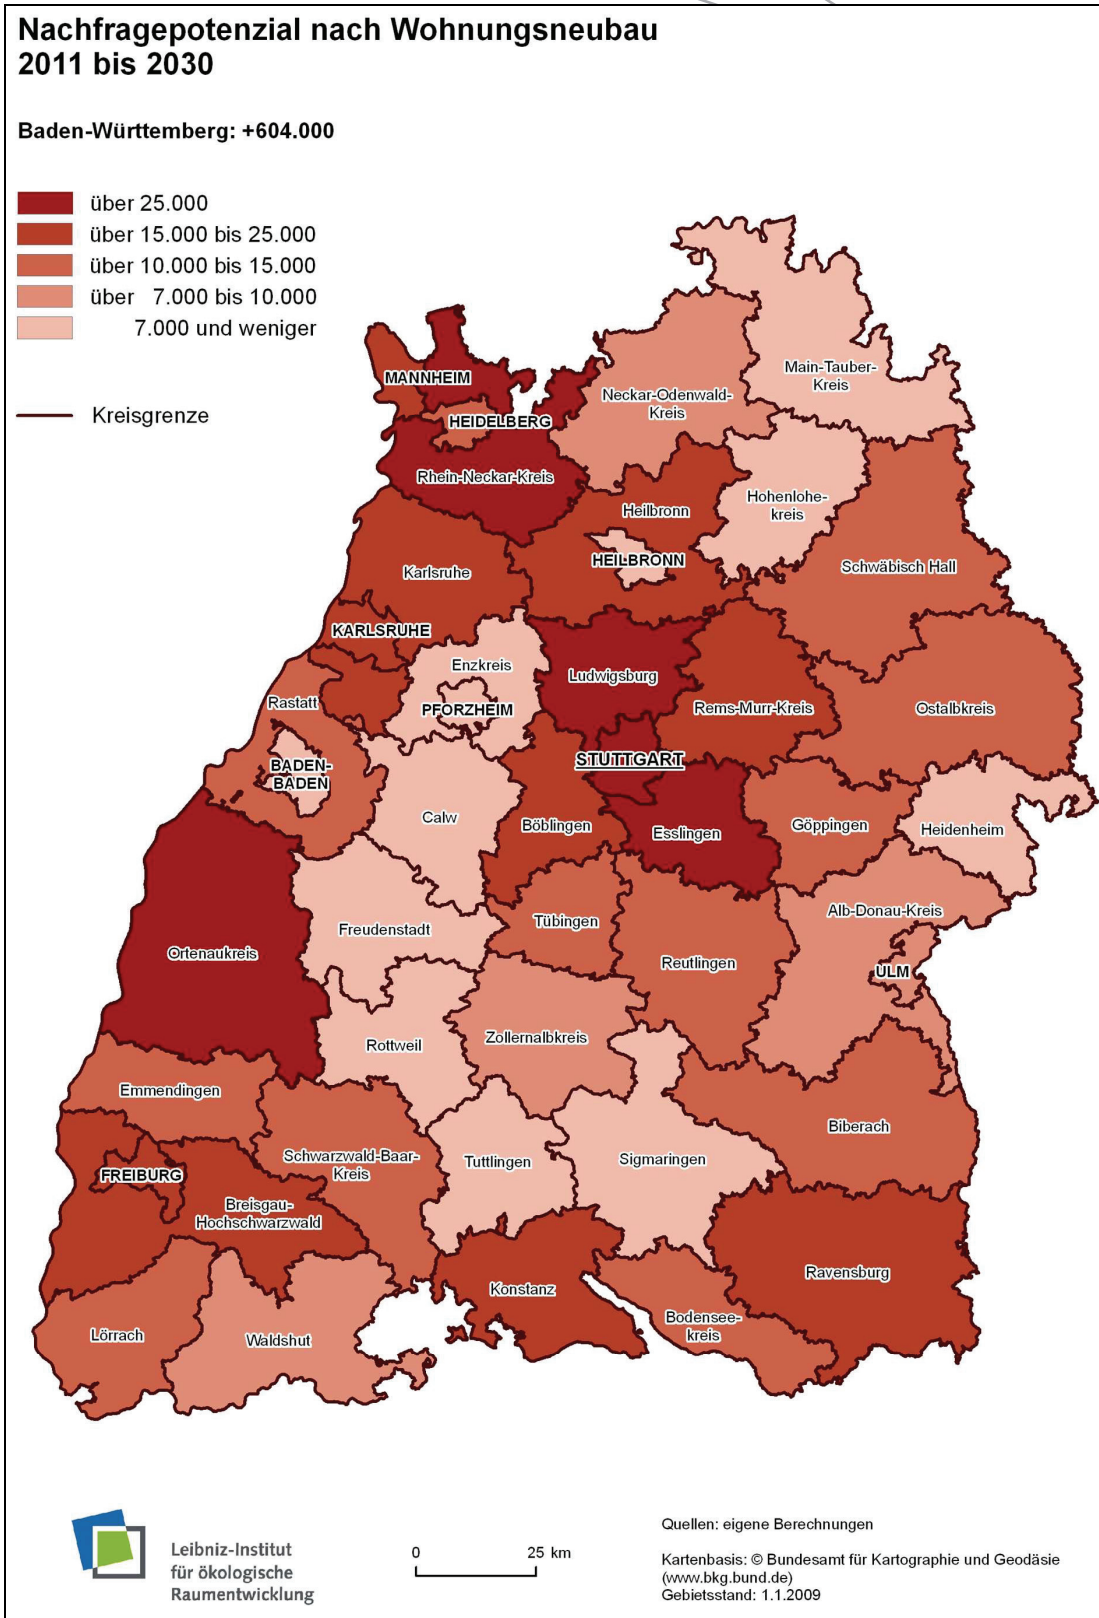 Nachfragepotenzial nach Wohnungsneubau
2011 bis 2030
Baden-Württemberg: +604.000
über 25.000
über 15.000 bis 25.000
über 10.000 bis 15.000
über 7.000 bis 10.000
7.000 und weniger
Kreisgrenze
Main-Tauber-
Kreis
MANNHEIM
Neckar-Odenwald-
Kreis
HEIDELBERG
Rhein-Neckar-Kreis
Hohenlohe-
kreis
Heilbronn
HEILBRONN
Schwäbisch Hall
Karlsruhe
KARLSRUHE
Enzkreis
Ludwigsburg
Rastatt
PFORZHEIM
Rems-Murr-Kreis
Ostalbkreis
STUTTGART
BADEN-
BADEN
Calw
Böblingen
Esslingen
Göppingen
Heidenheim
Alb-Donau-Kreis
Tübingen
Freudenstadt
Ortenaukreis
Reutlingen
ULM
Zollernalbkreis
Rottweil
Emmendingen
Biberach
Schwarzwald-Baar-
Kreis
Tuttlingen
Sigmaringen
FREIBURG
Breisgau-
Hochschwarzwald
Ravensburg
Konstanz
Bodensee-
kreis
Lörrach
Waldshut
Leibniz-Institut
für ökologische
Raumentwicklung
0 25 km
Quellen: eigene Berechnungen
Kartenbasis: © Bundesamt für Kartographie und Geodäsie
(www.bkg.bund.de)
Gebietsstand: 1.1.2009